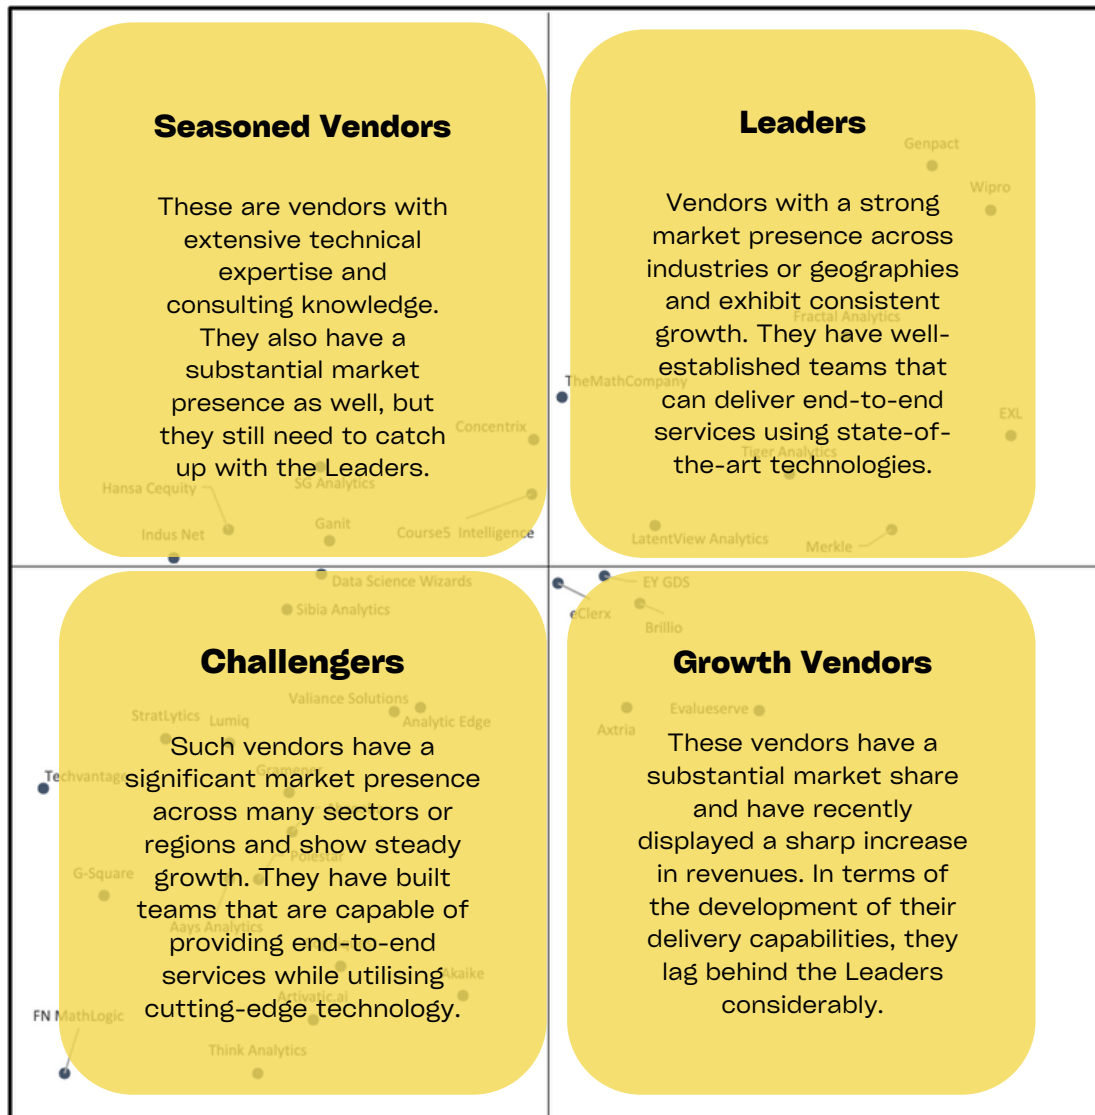 Seasoned Vendors
These are vendors with
extensive technical
expertise and
consulting knowledge.
They also have a
substantial market
presence as well, but
they still need to catch
up with the Leaders.
Concentrix
SG Analytics
Hansa Cequity
Ganit
Course5 Intelligence
Indus Net
Leaders
Genpact
Wipro
Vendors with a strong
market presence across
industries or geographies
and exhibit consistent
growth. They have well-
established teams that
can deliver end-to-end
services using state-of-
the-art technologies.
Fractal Analytics
TheMathCompany
EXL
Tiger Analytics
LatentView Analytics
Merkle
Data Science Wizards
Sibia Analytics
Challengers
Valiance Solutions
Analytic Edge
StratLytics
Lumiq
Such vendors have a
significant market presence
across many sectors or
regions and show steady
growth. They have built
teams that are capable of
providing end-to-end
services while utilising
cutting-edge technology.
Techvantage
Gramener
Polestar
G-Square
Aays Analytics
Akaike
Artivatic.ai
FN MathLogic
Think Analytics
EY GDS
eClerx
Brillio
Growth Vendors
Evalueserve
Axtria
These vendors have a
substantial market share
and have recently
displayed a sharp increase
in revenues. In terms of
the development of their
delivery capabilities, they
lag behind the Leaders
considerably.